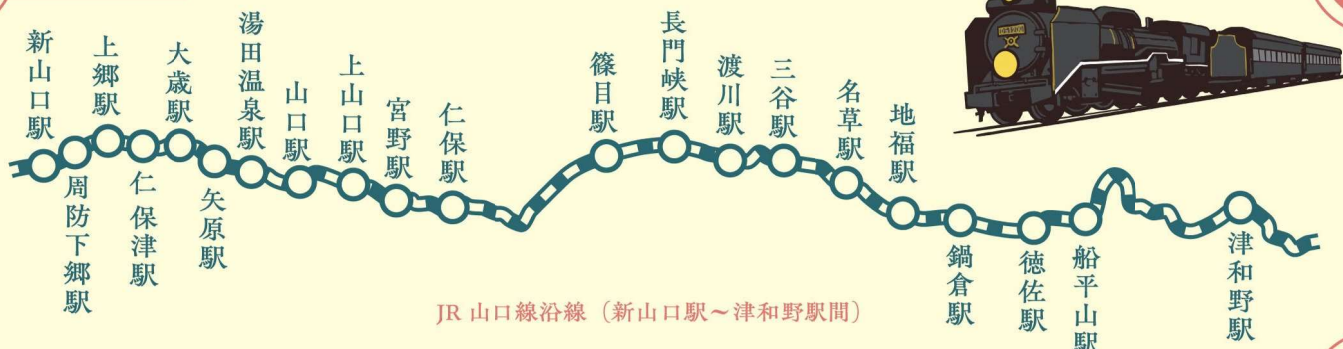 新山口駅
周防下郷駅
上郷駅
仁保津駅
大歳駅
矢原駅
湯田温泉駅
山口駅
上山口駅
宮野駅
仁保駅
篠目駅
長門峡駅
渡川駅
三谷駅
名草駅
地福駅
鍋倉駅
徳佐駅
船平山駅
津和野駅
JR 山口線沿線（新山口駅〜津和野駅間）